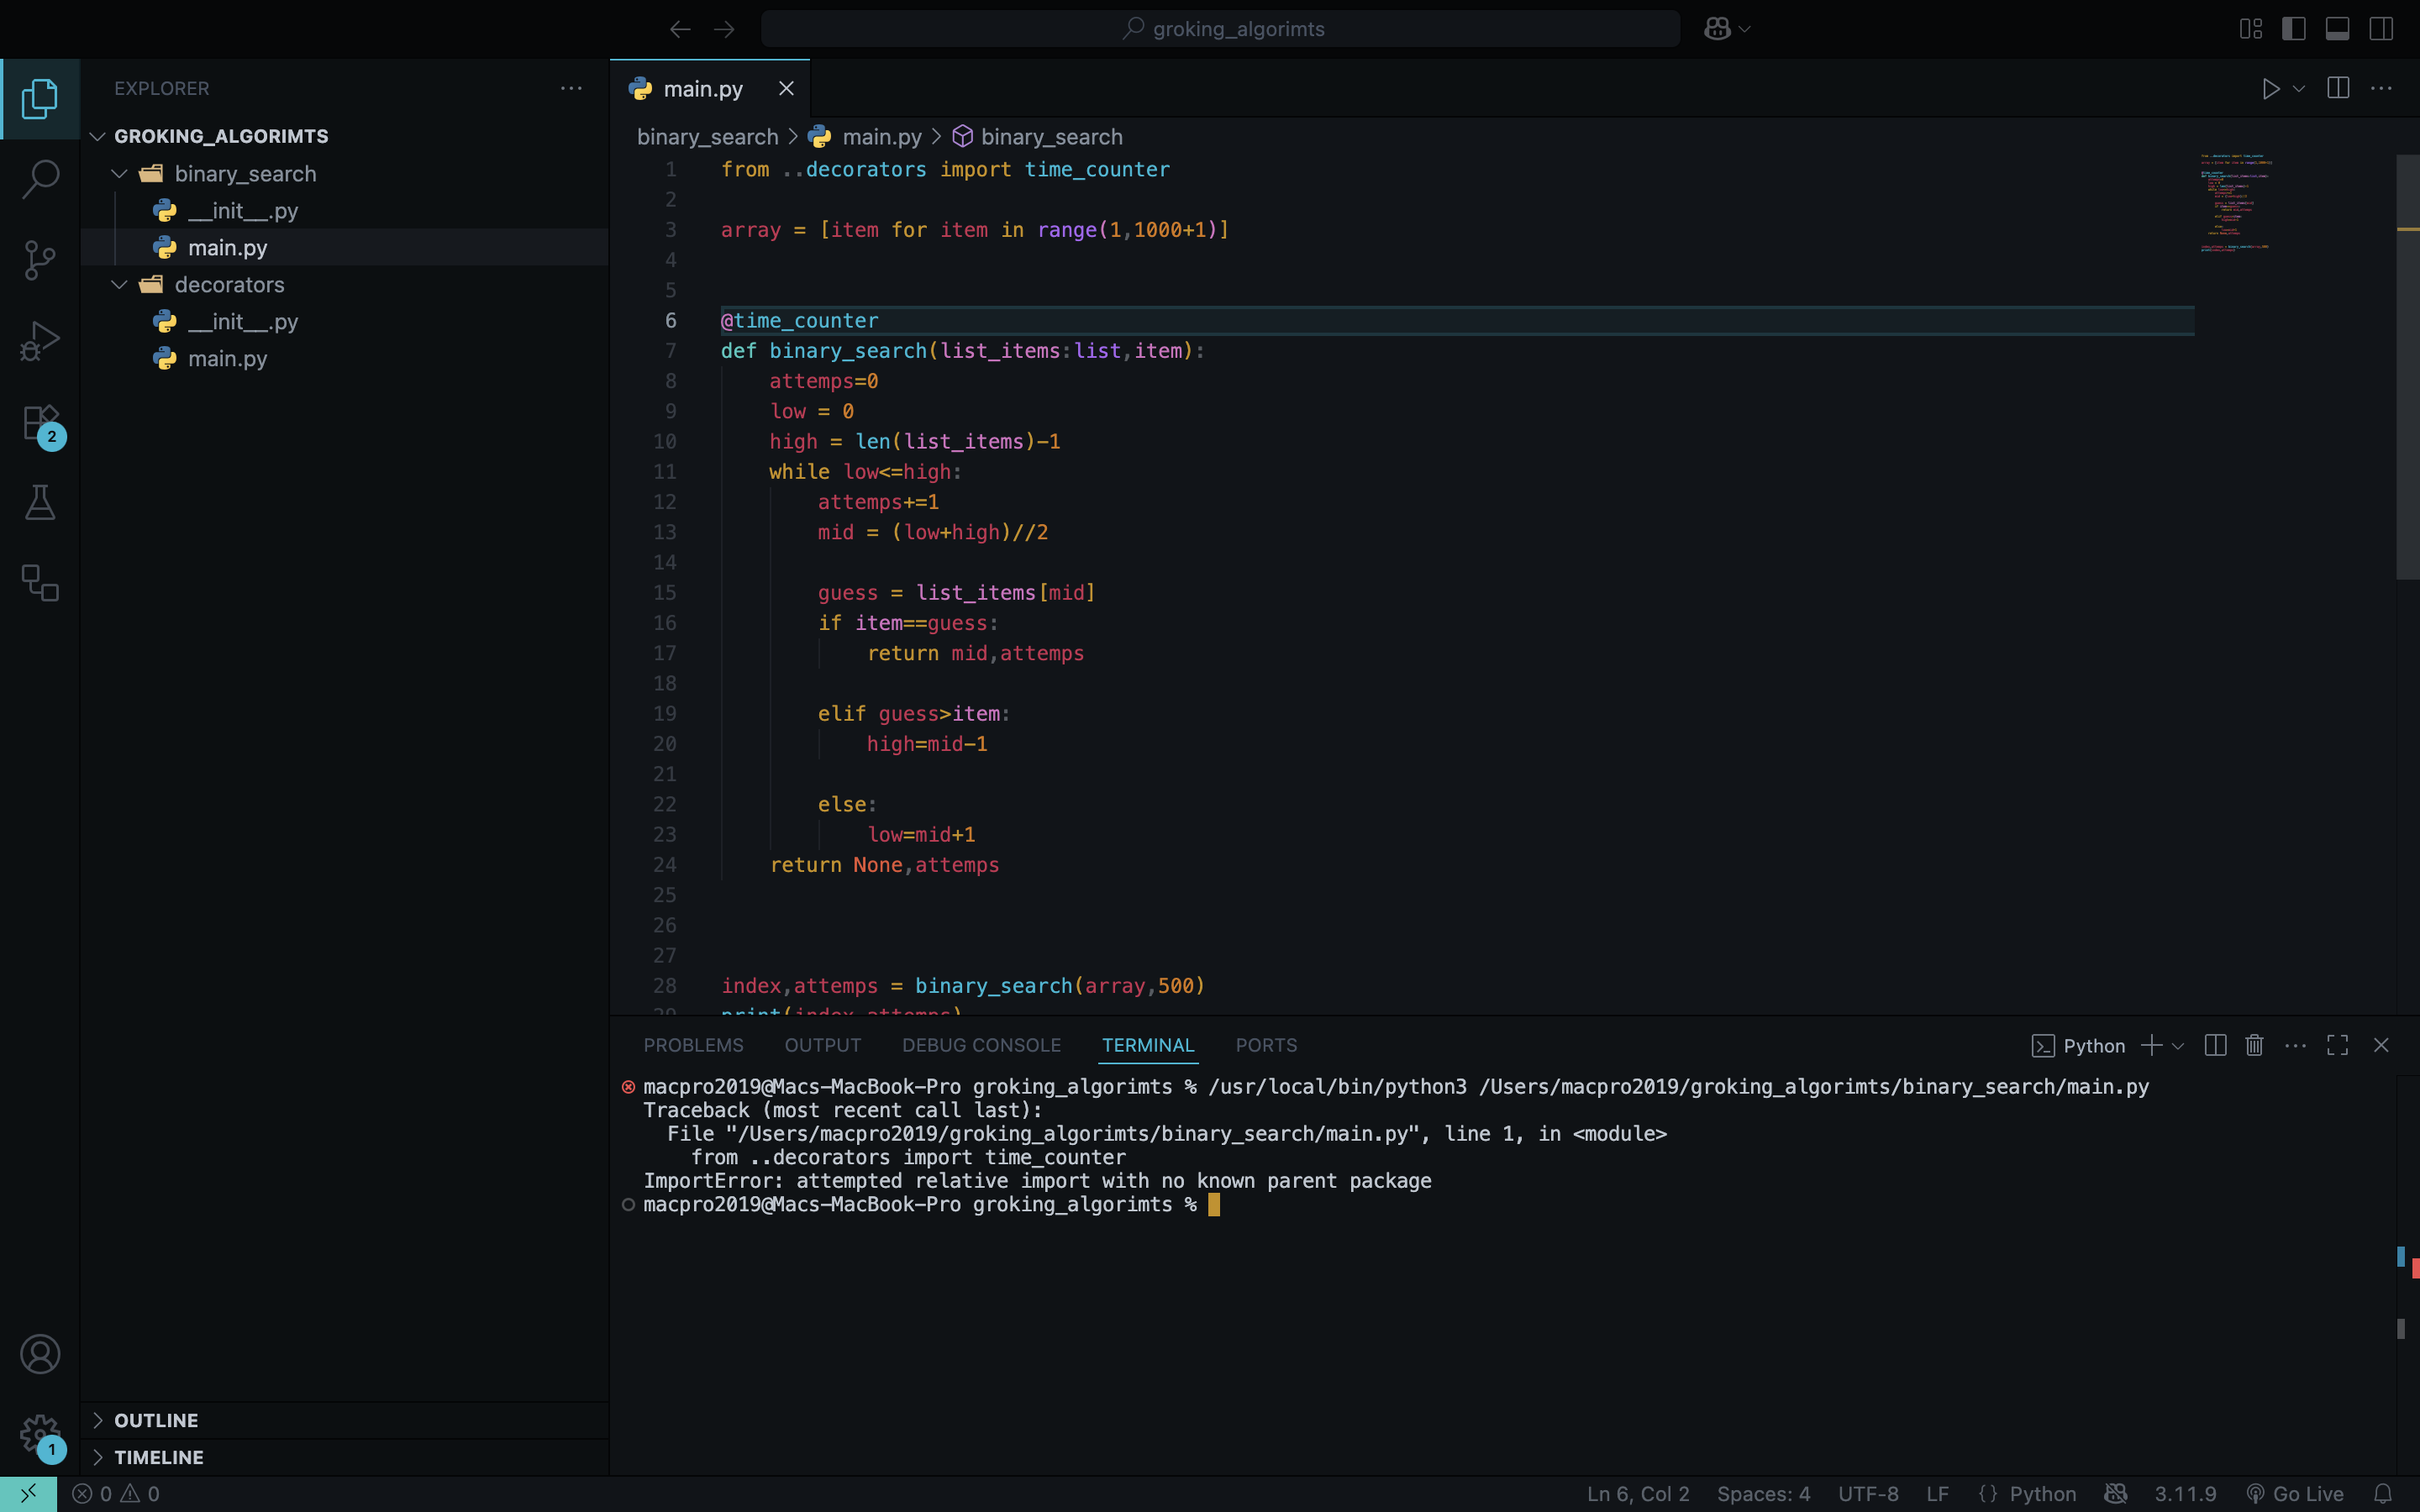 groking_algorimts
EXPLORER
GROKING_ALGORIMTS
binary_search
__init__.py
main.py
decorators
__init__.py
main.py
2
OUTLINE
1
TIMELINE
main.py
binary_search > main.py > binary_search
1 from ..decorators import time_counter
2
3 array = [item for item in range(1,1000+1)]
4
5
6 @time_counter
7 def binary_search(list_items:list,item):
8 attemps=0
9 low = 0
10 high = len(list_items)-1
11 while low<=high:
12 attemps+=1
13 mid = (low+high)//2
14
15 guess = list_items[mid]
16 if item==guess:
17 return mid,attemps
18
19 elif guess>item:
20 high=mid-1
21
22 else:
23 low=mid+1
24 return None,attemps
25
26
27
28 index,attemps = binary_search(array,500)
29 print(index,attemps)
PROBLEMS OUTPUT DEBUG CONSOLE TERMINAL PORTS Python
macpro2019@Macs-MacBook-Pro groking_algorimts % /usr/local/bin/python3 /Users/macpro2019/groking_algorimts/binary_search/main.py
Traceback (most recent call last):
File "/Users/macpro2019/groking_algorimts/binary_search/main.py", line 1, in <module>
from ..decorators import time_counter
ImportError: attempted relative import with no known parent package
macpro2019@Macs-MacBook-Pro groking_algorimts %
0 0 Ln 6, Col 2 Spaces: 4 UTF-8 LF {} Python 3.11.9 Go Live